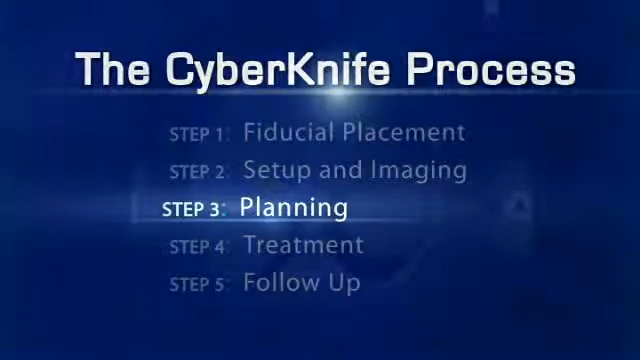 The CyberKnife Process
STEP 1: Fiducial Placement
STEP 2: Setup and Imaging
STEP 3: Planning
STEP 4: Treatment
STEP 5: Follow Up